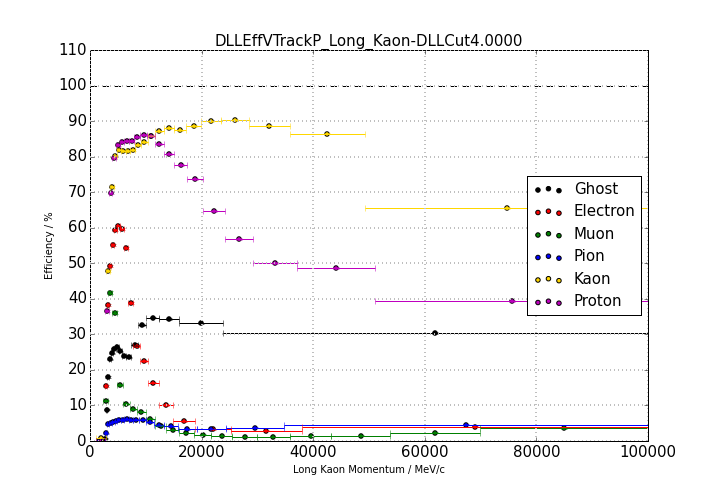 DLLEffVTrackP_Long_Kaon-DLLCut4.0000
110
100
90
80
70
60
50
40
30
20
10
0
Efficiency / %
Ghost
Electron
Muon
Pion
Kaon
Proton
0 20000 40000 60000 80000 100000
Long Kaon Momentum / MeV/c